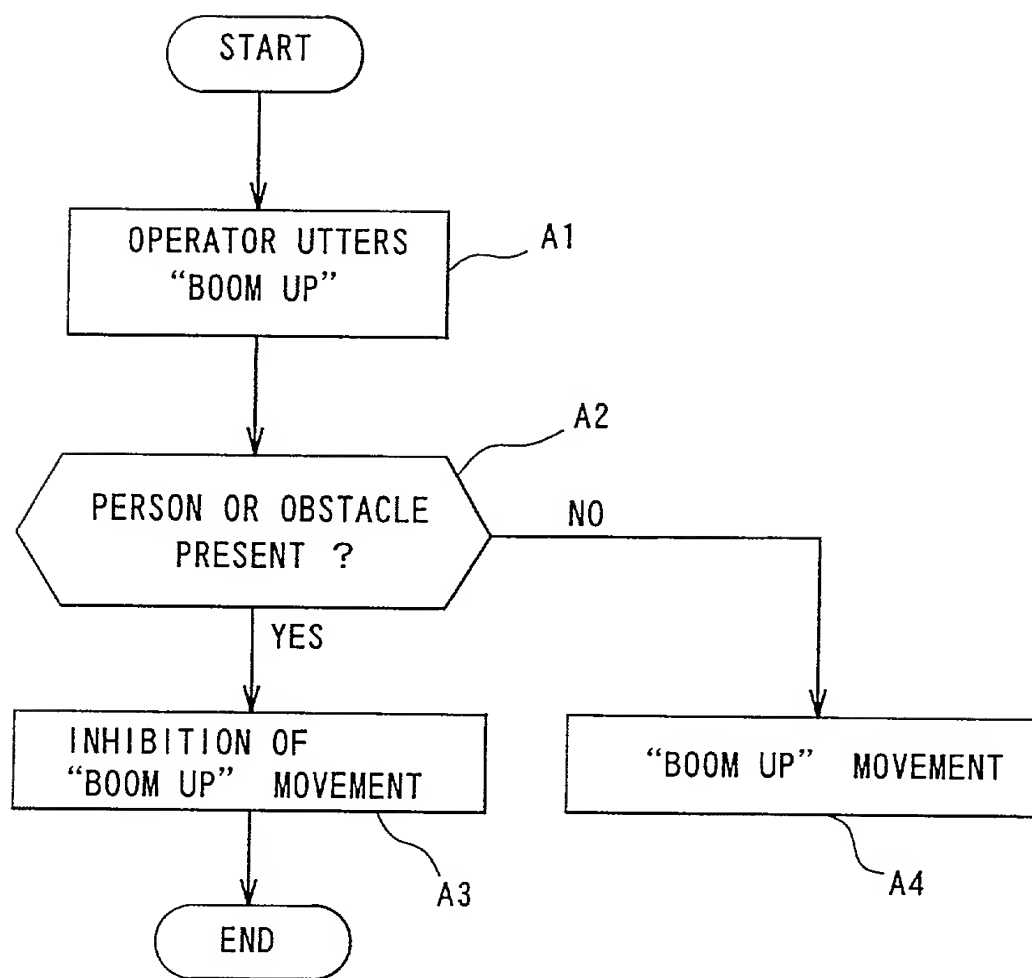 START
OPERATOR UTTERS
“BOOM UP”
A1
A2
PERSON OR OBSTACLE
PRESENT ?
NO
YES
INHIBITION OF
“BOOM UP” MOVEMENT
“BOOM UP” MOVEMENT
A3
A4
END